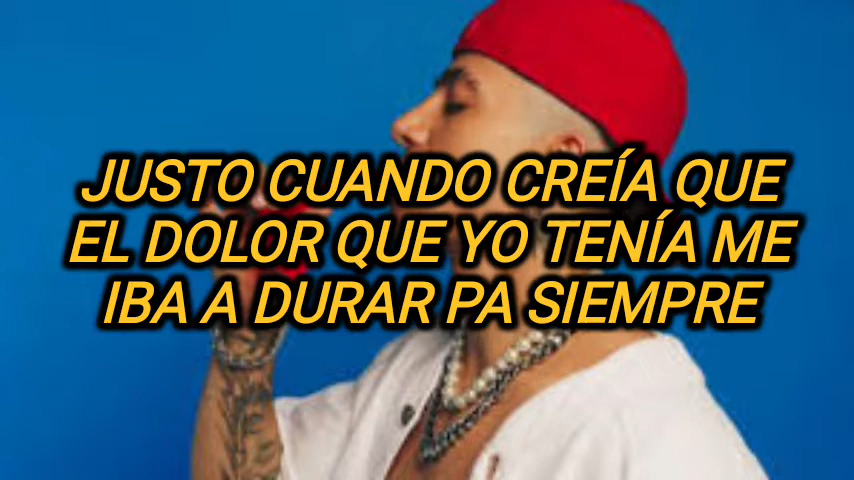 JUSTO CUANDO CREÍA QUE
EL DOLOR QUE YO TENÍA ME
IBA A DURAR PA SIEMPRE